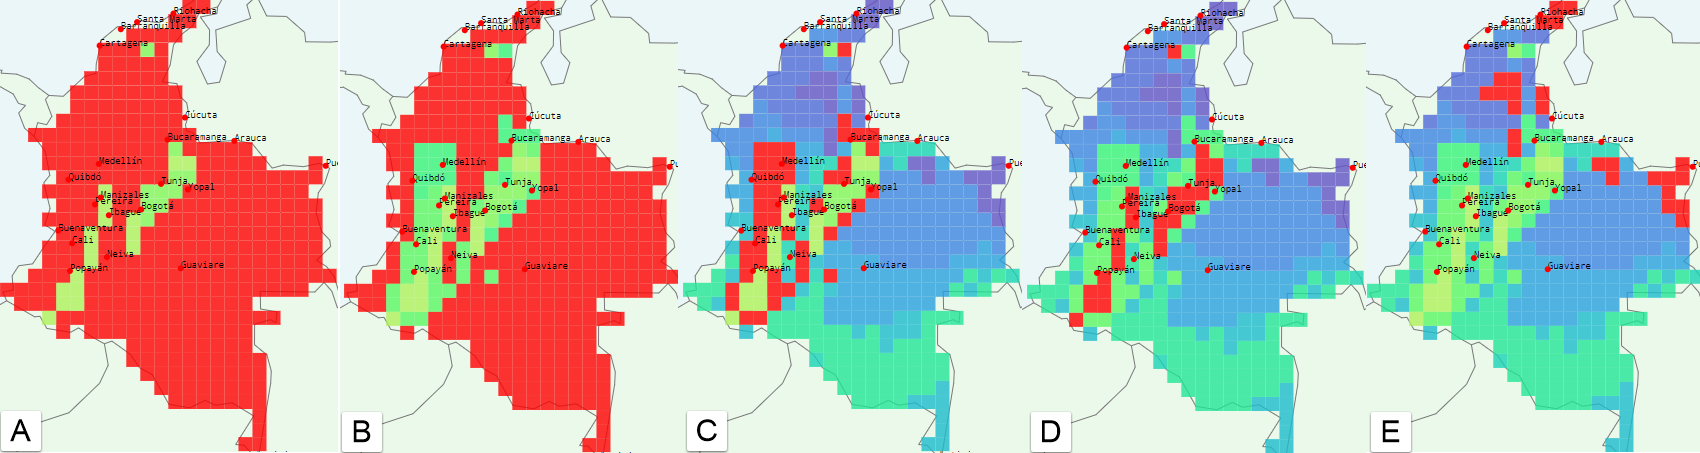 Riohacha
Santa Marta
Barranquilla
Cartagena
Cúcuta
Bucaramanga
Arauca
Medellín
Quibdó
Tunja
Yopal
Manizales
Pereira
Ibagué
Bogotá
Buenaventura
Cali
Neiva
Popayán
Guaviare
A
Riohacha
Santa Marta
Barranquilla
Cartagena
Cúcuta
Bucaramanga
Arauca
Medellín
Quibdó
Tunja
Yopal
Manizales
Pereira
Ibagué
Bogotá
Buenaventura
Cali
Neiva
Popayán
Guaviare
B
Riohacha
Santa Marta
Barranquilla
Cartagena
Cúcuta
Bucaramanga
Arauca
Medellín
Quibdó
Tunja
Yopal
Manizales
Pereira
Ibagué
Bogotá
Buenaventura
Cali
Neiva
Popayán
Guaviare
C
Riohacha
Santa Marta
Barranquilla
Cartagena
Cúcuta
Bucaramanga
Arauca
Medellín
Quibdó
Tunja
Yopal
Manizales
Pereira
Ibagué
Bogotá
Buenaventura
Cali
Neiva
Popayán
Guaviare
D
Riohacha
Santa Marta
Barranquilla
Cartagena
Cúcuta
Bucaramanga
Arauca
Medellín
Quibdó
Tunja
Yopal
Manizales
Pereira
Ibagué
Bogotá
Buenaventura
Cali
Neiva
Popayán
Guaviare
E